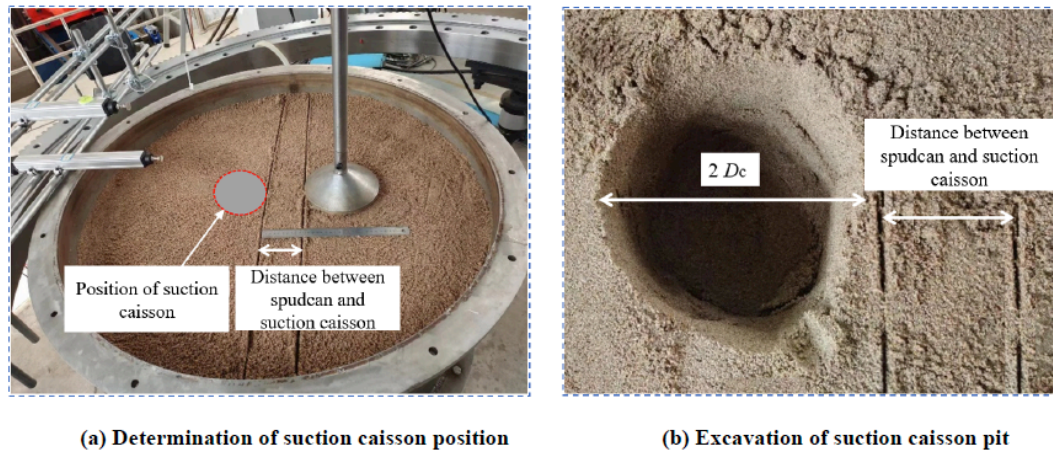 Position of suction
caisson
Distance between
spudcan and
suction caisson
2 Dc
Distance between
spudcan and suction
caisson
(a) Determination of suction caisson position
(b) Excavation of suction caisson pit